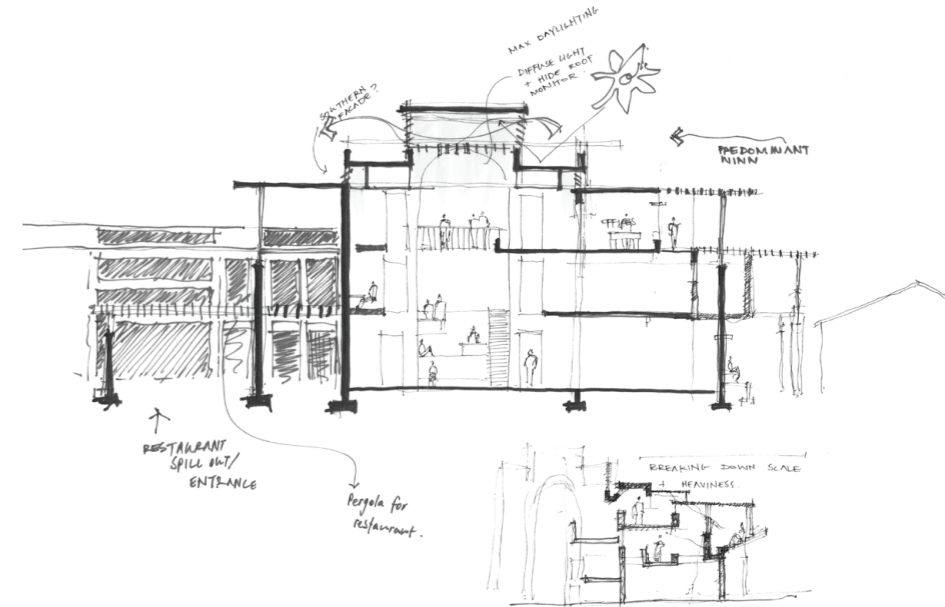 MAX DAYLIGHTING
DIFFUSE LIGHT
+ HIDE ROOF
MONITOR.
SOUTHERN
FACADE?
PREDOMINANT
WINN
OFFICES
RESTAURANT
SPILL OUT/
ENTRANCE
Pergola for
restaurant.
BREAKING DOWN SCALE
+ HEAVINESS.